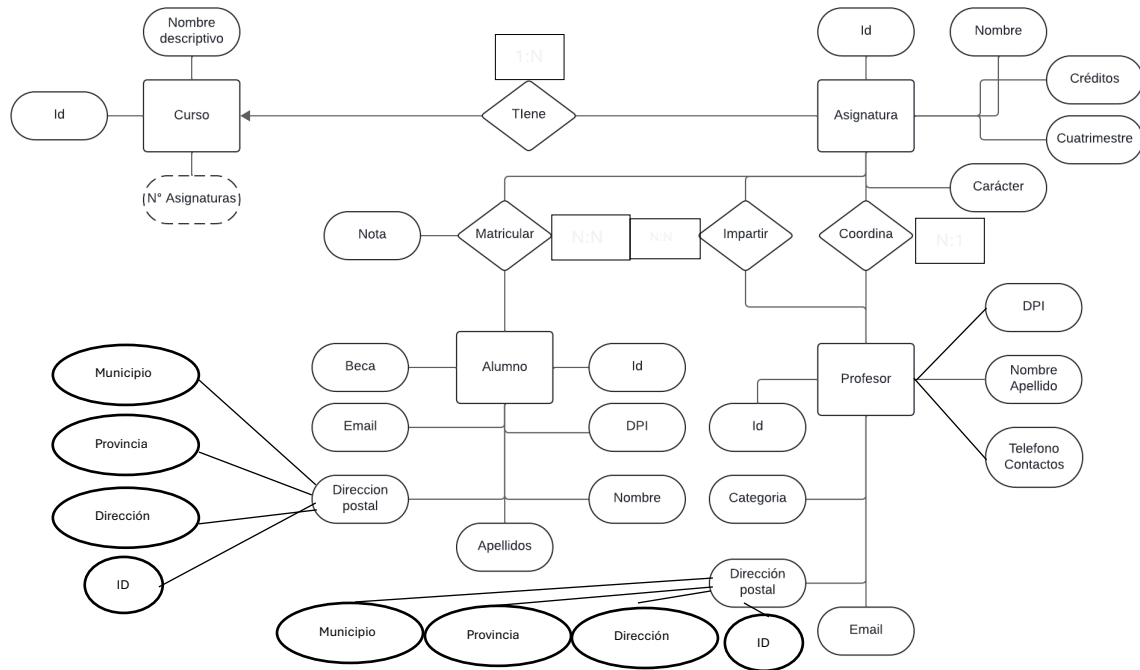 Nombre
descriptivo
Id
Nombre
1:N
Créditos
Id
Curso
TIene
Asignatura
Cuatrimestre
N° Asignaturas
Carácter
Nota
Matricular
N:N
N:N
Impartir
Coordina
N:1
DPI
Municipio
Beca
Alumno
Id
Profesor
Nombre
Apellido
Provincia
Email
DPI
Id
Telefono
Contactos
Dirección
Direccion
postal
Nombre
Categoria
Apellidos
ID
Dirección
postal
Municipio
Provincia
Dirección
ID
Email